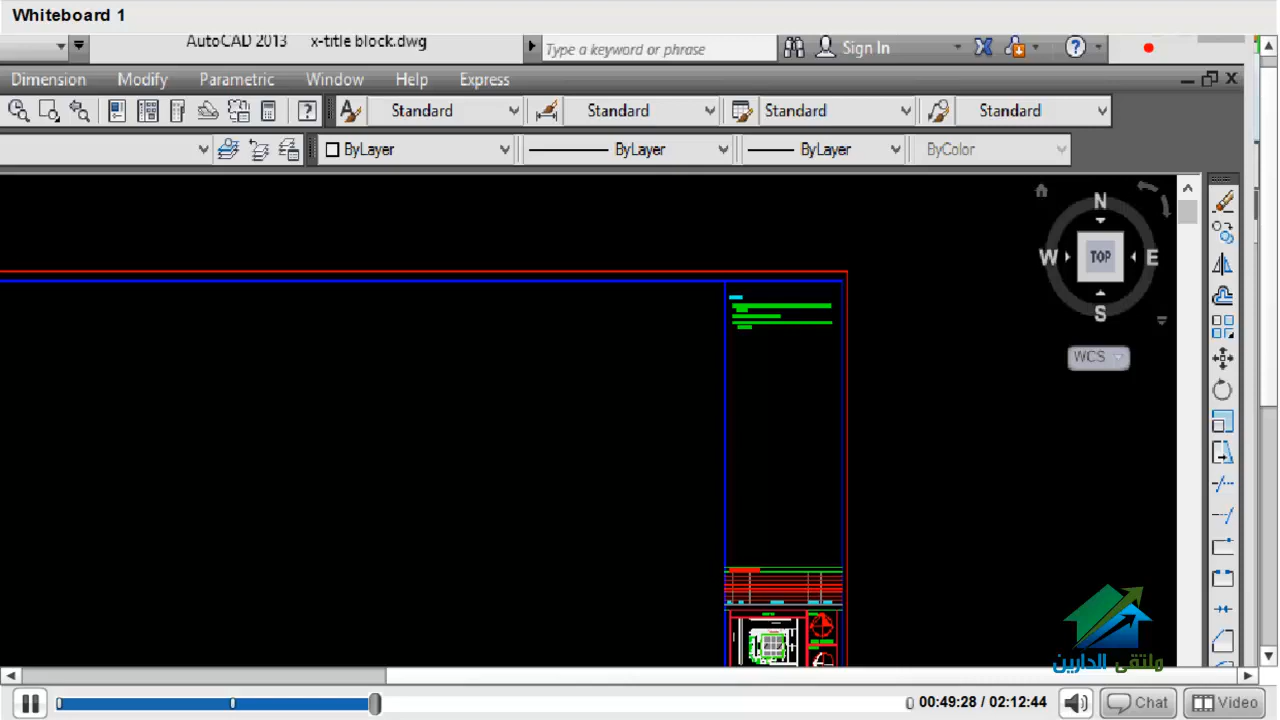 Whiteboard 1
AutoCAD 2013 x-title block.dwg
Type a keyword or phrase
Sign In
Dimension Modify Parametric Window Help Express
Standard Standard Standard Standard
ByLayer ByLayer ByLayer ByColor
N
W TOP E
S
WCS
ملتقى الدارين
00:49:28 / 02:12:44
Chat Video